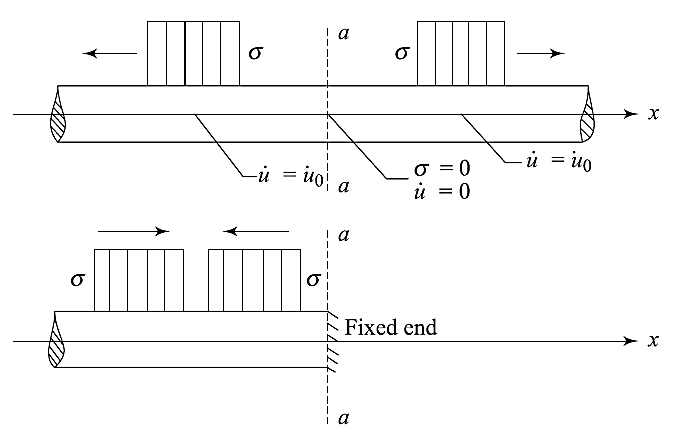 a
σ
σ
x
u̇ = u̇₀
σ = 0
u̇ = 0
u̇ = u̇₀
a
a
σ
σ
Fixed end
x
a